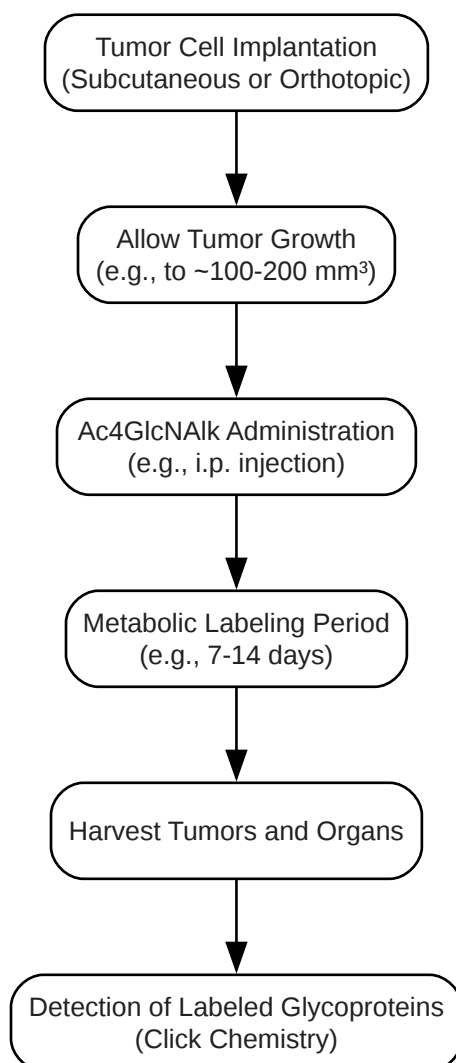 Tumor Cell Implantation
(Subcutaneous or Orthotopic)
Allow Tumor Growth
(e.g., to ~100-200 mm³)
Ac4GlcNAlk Administration
(e.g., i.p. injection)
Metabolic Labeling Period
(e.g., 7-14 days)
Harvest Tumors and Organs
Detection of Labeled Glycoproteins
(Click Chemistry)